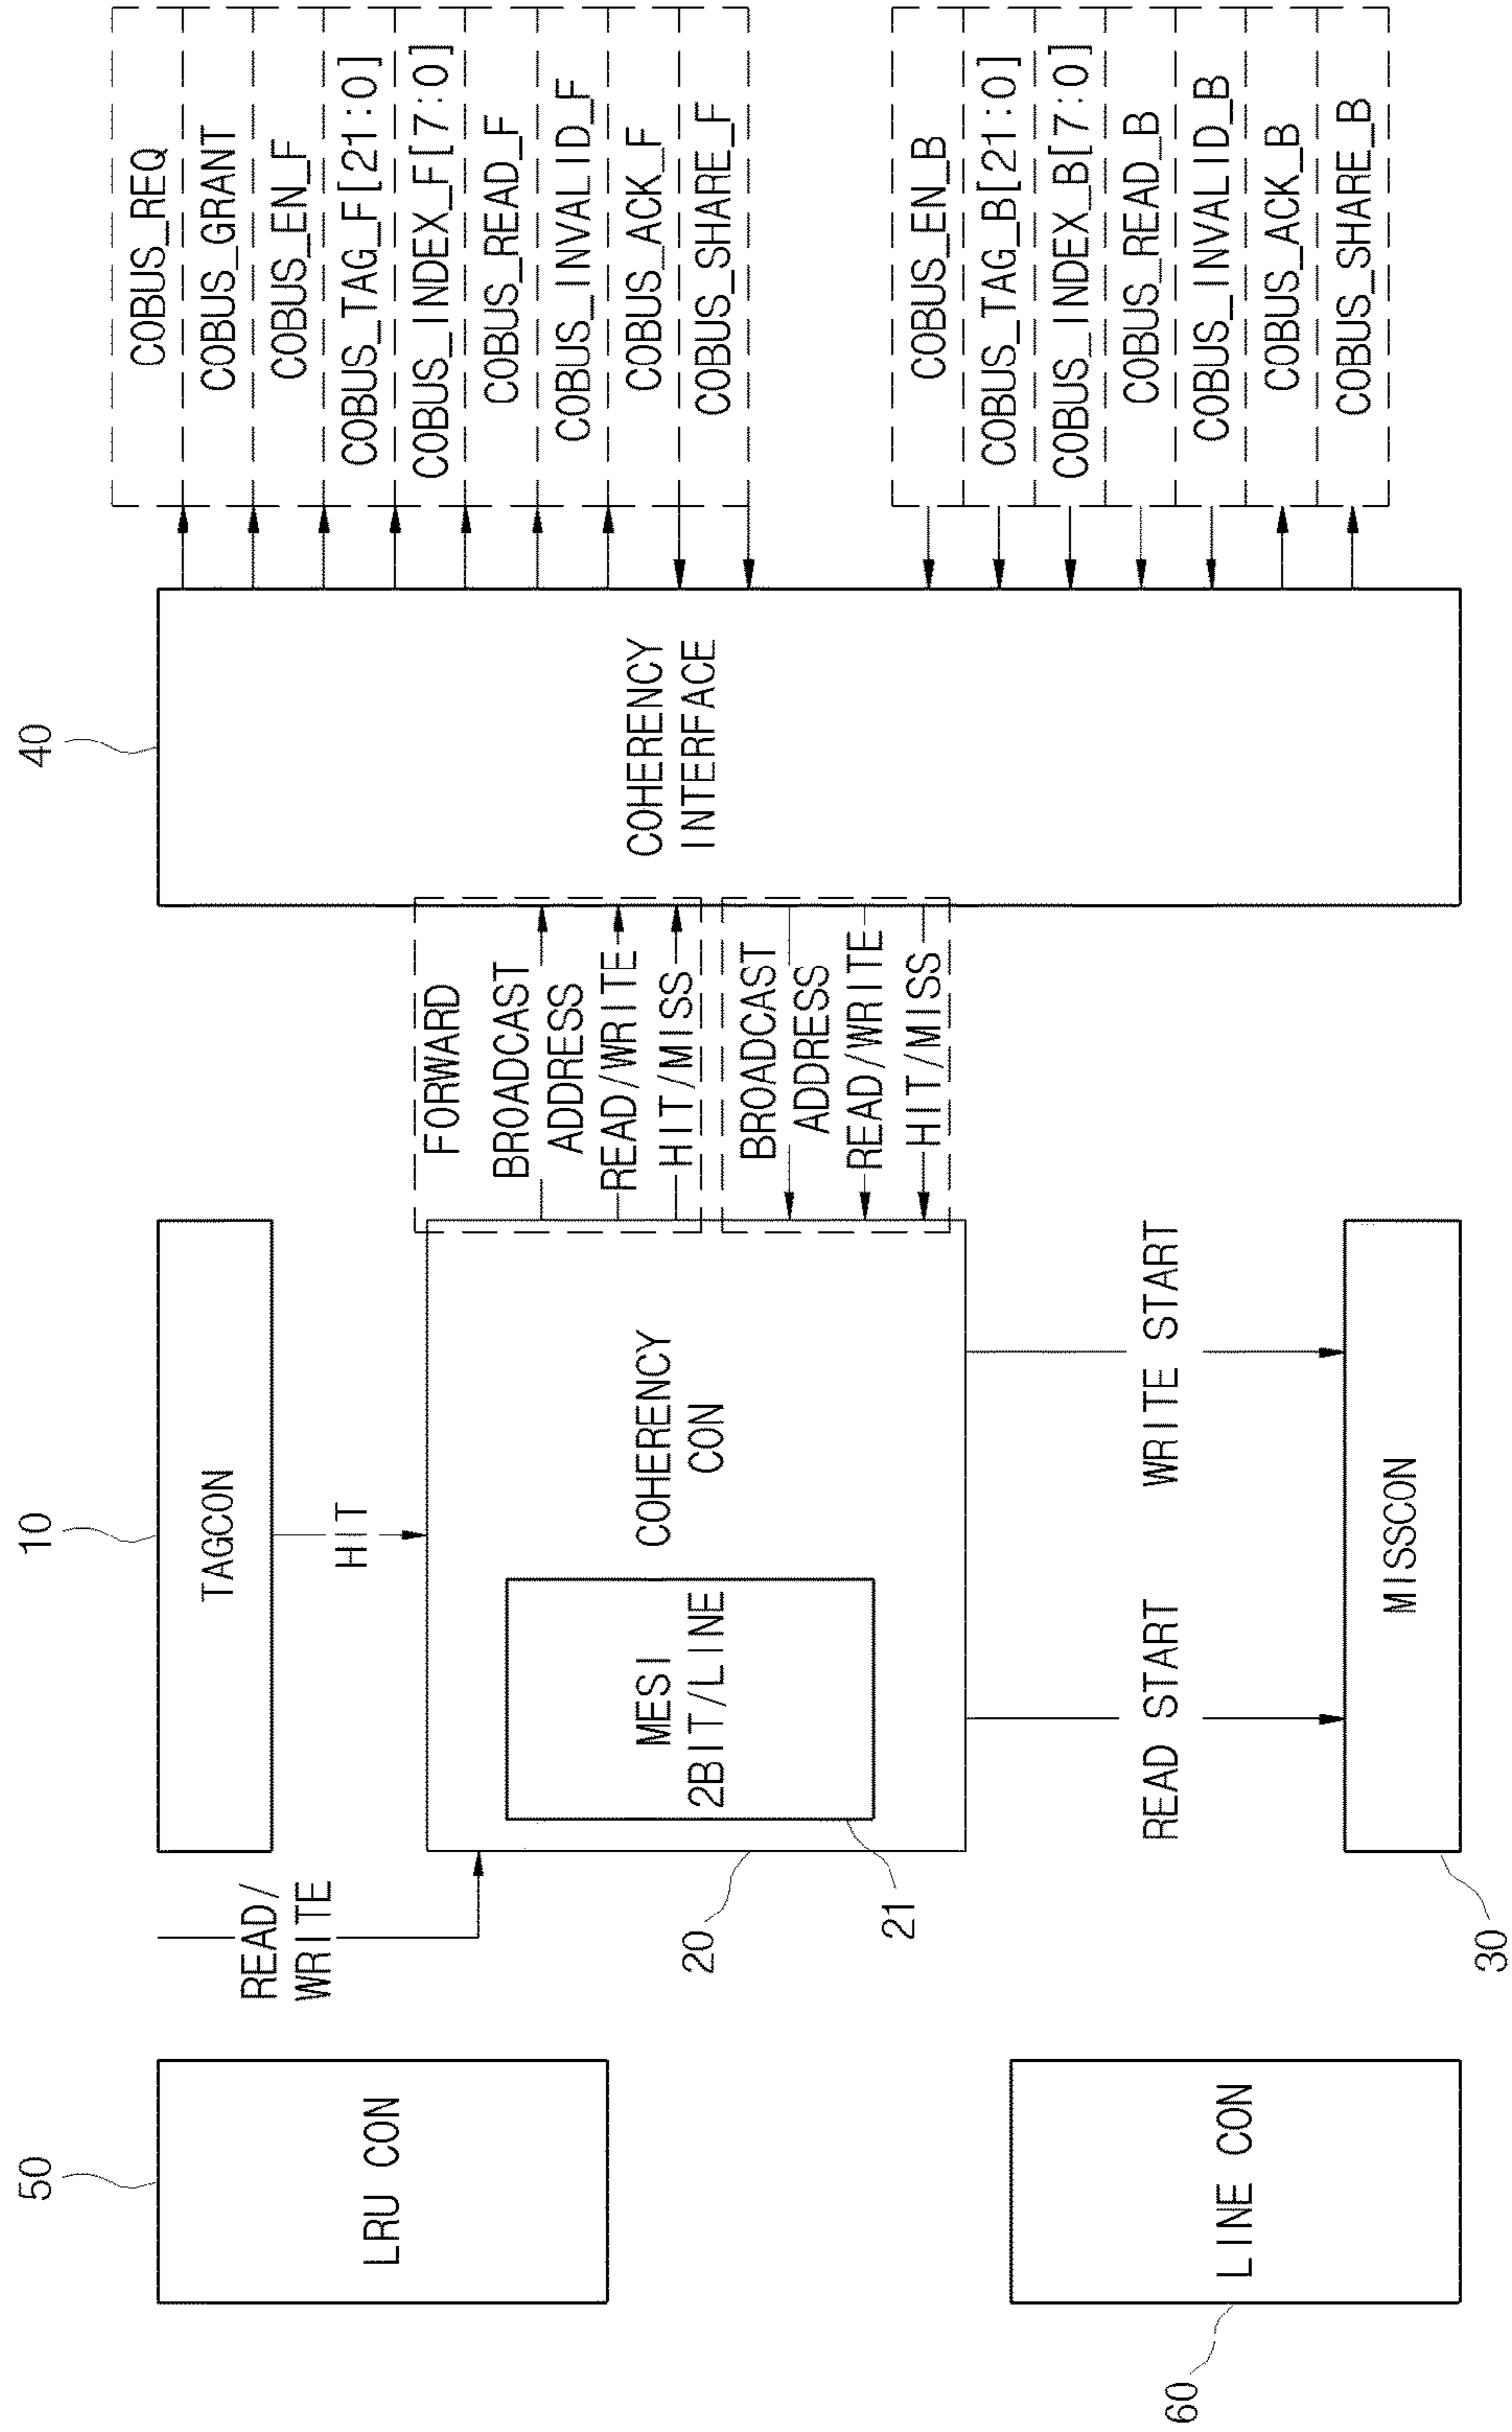 50
LRU CON
60
LINE CON
READ/
WRITE
10
TAGCON
HIT
20
21
MESI
2BIT/LINE
COHERENCY
CON
READ START
WRITE START
30
MISSCON
FORWARD
BROADCAST
ADDRESS
READ/WRITE
HIT/MISS
BROADCAST
ADDRESS
READ/WRITE
HIT/MISS
40
COHERENCY
INTERFACE
COBUS_REQ
COBUS_GRANT
COBUS_EN_F
COBUS_TAG_F[21:0]
COBUS_INDEX_F[7:0]
COBUS_READ_F
COBUS_INVALID_F
COBUS_ACK_F
COBUS_SHARE_F
COBUS_EN_B
COBUS_TAG_B[21:0]
COBUS_INDEX_B[7:0]
COBUS_READ_B
COBUS_INVALID_B
COBUS_ACK_B
COBUS_SHARE_B